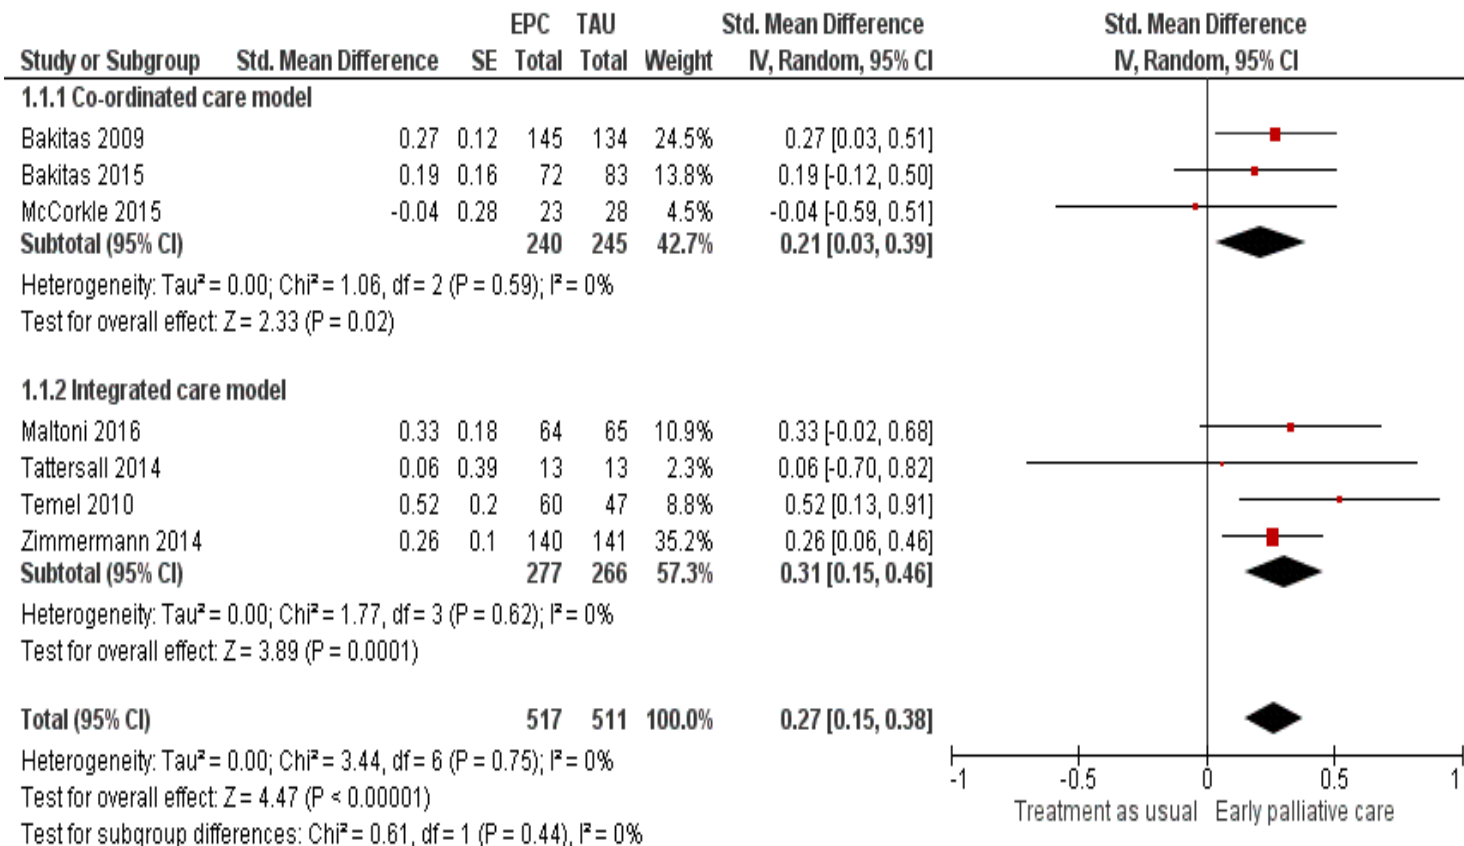 EPC TAU Std. Mean Difference Std. Mean Difference
Study or Subgroup Std. Mean Difference SE Total Total Weight IV, Random, 95% CI IV, Random, 95% CI
1.1.1 Co-ordinated care model
Bakitas 2009 0.27 0.12 145 134 24.5% 0.27 [0.03, 0.51]
Bakitas 2015 0.19 0.16 72 83 13.8% 0.19 [-0.12, 0.50]
McCorkle 2015 -0.04 0.28 23 28 4.5% -0.04 [-0.59, 0.51]
Subtotal (95% CI) 240 245 42.7% 0.21 [0.03, 0.39]
Heterogeneity: Tau² = 0.00; Chi² = 1.06, df = 2 (P = 0.59); I² = 0%
Test for overall effect: Z = 2.33 (P = 0.02)
1.1.2 Integrated care model
Maltoni 2016 0.33 0.18 64 65 10.9% 0.33 [-0.02, 0.68]
Tattersall 2014 0.06 0.39 13 13 2.3% 0.06 [-0.70, 0.82]
Temel 2010 0.52 0.2 60 47 8.8% 0.52 [0.13, 0.91]
Zimmermann 2014 0.26 0.1 140 141 35.2% 0.26 [0.06, 0.46]
Subtotal (95% CI) 277 266 57.3% 0.31 [0.15, 0.46]
Heterogeneity: Tau² = 0.00; Chi² = 1.77, df = 3 (P = 0.62); I² = 0%
Test for overall effect: Z = 3.89 (P = 0.0001)
Total (95% CI) 517 511 100.0% 0.27 [0.15, 0.38]
Heterogeneity: Tau² = 0.00; Chi² = 3.44, df = 6 (P = 0.75); I² = 0%
-1 -0.5 0 0.5 1
Test for overall effect: Z = 4.47 (P < 0.00001)
Treatment as usual Early palliative care
Test for subgroup differences: Chi² = 0.61, df = 1 (P = 0.44), I² = 0%